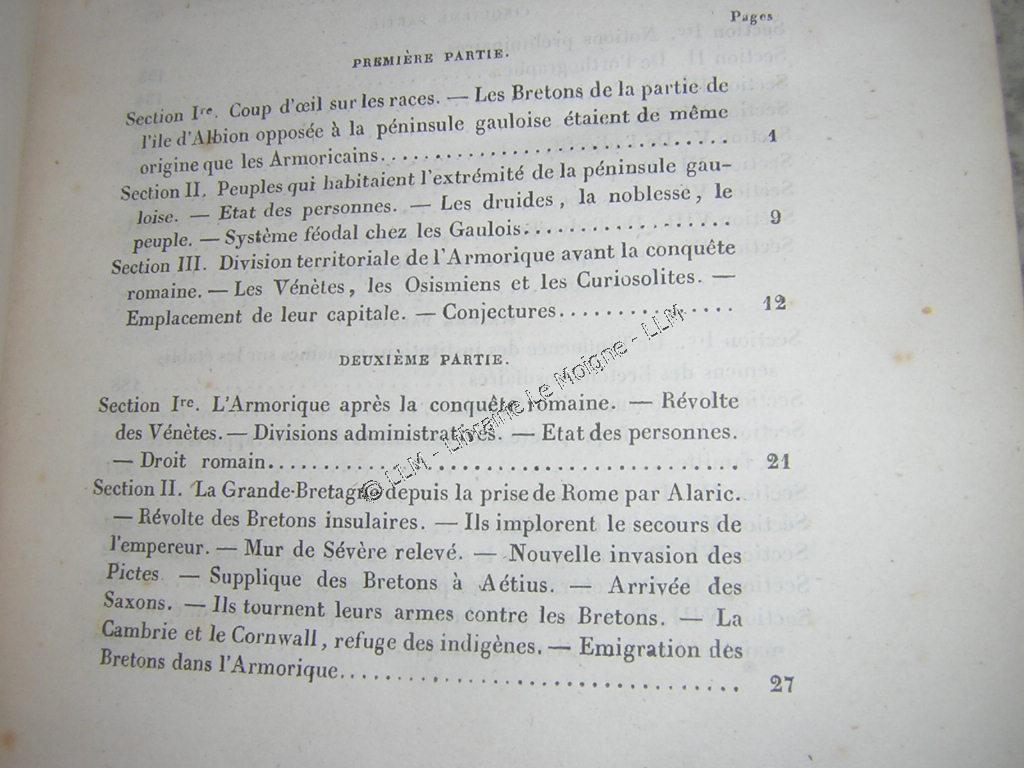 Pages
PREMIÈRE PARTIE.
Section Ire. Coup d'œil sur les races. — Les Bretons de la partie de
l'ile d'Albion opposée à la péninsule gauloise étaient de même
origine que les Armoricains. 1
Section II. Peuples qui habitaient l'extrémité de la péninsule gau-
loise. — Etat des personnes. — Les druides, la noblesse, le
peuple. — Système féodal chez les Gaulois. 9
Section III. Division territoriale de l'Armorique avant la conquête
romaine. — Les Vénètes, les Osismiens et les Curiosolites. —
Emplacement de leur capitale. — Conjectures. 12
DEUXIÈME PARTIE.
Section Ire. L'Armorique après la conquête romaine. — Révolte
des Vénètes. — Divisions administratives. — Etat des personnes.
— Droit romain. 21
Section II. La Grande-Bretagne depuis la prise de Rome par Alaric.
— Révolte des Bretons insulaires. — Ils implorent le secours de
l'empereur. — Mur de Sévère relevé. — Nouvelle invasion des
Pictes — Supplique des Bretons à Aétius. — Arrivée des
Saxons. — Ils tournent leurs armes contre les Bretons. — La
Cambrie et le Cornwall, refuge des indigènes. — Emigration des
Bretons dans l'Armorique. 27
© LLM - Librairie Le Moigne - LLM